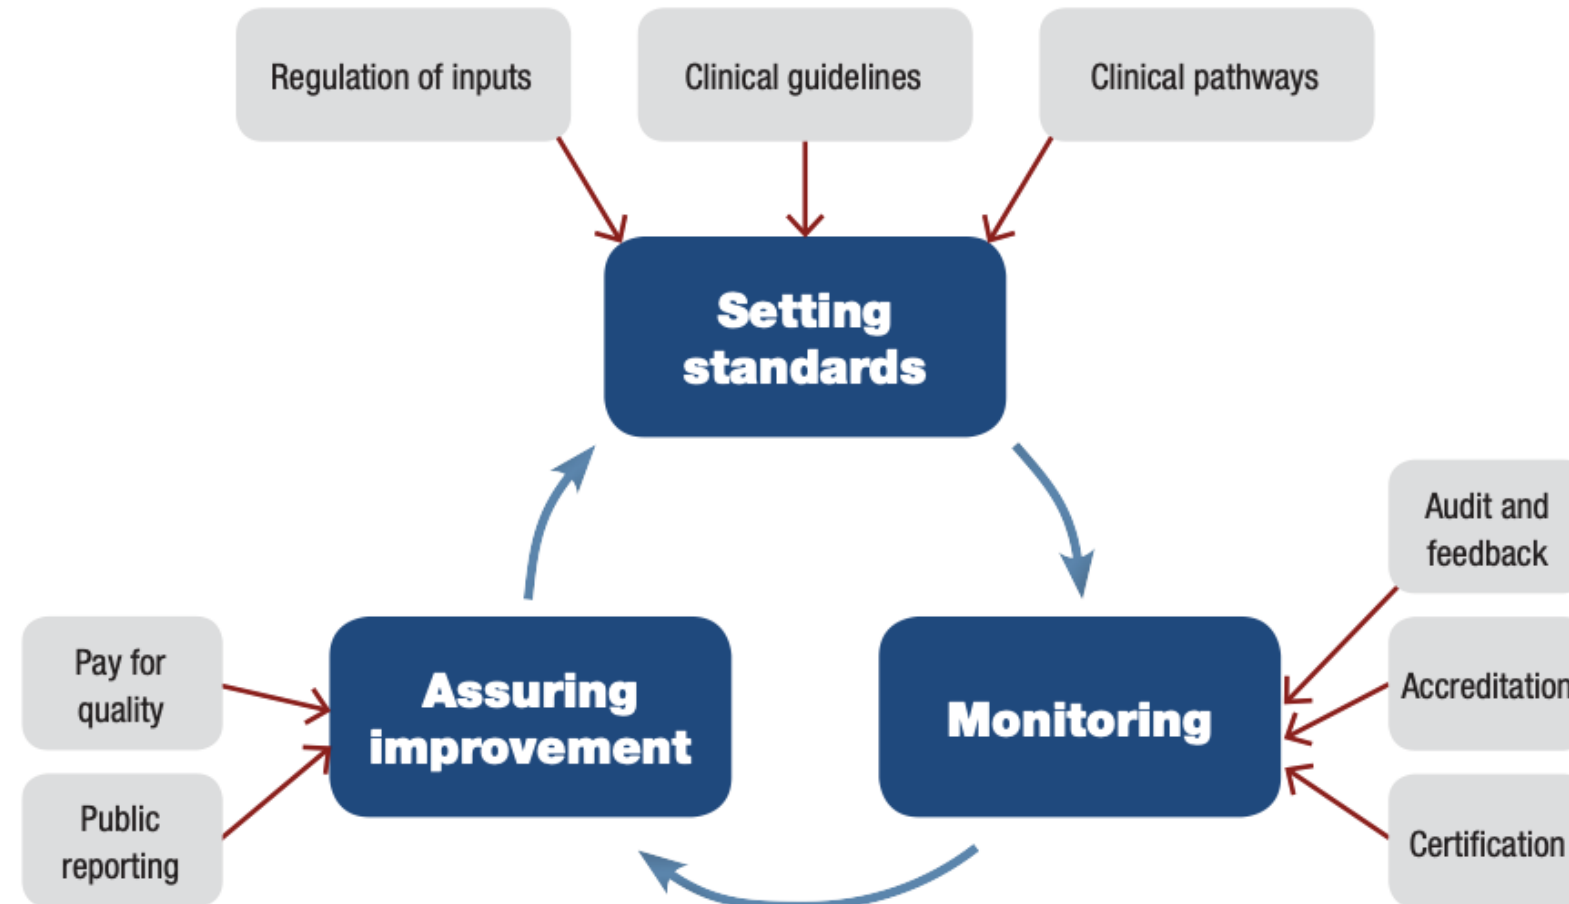 Regulation of inputs
Clinical guidelines
Clinical pathways
Setting
standards
Audit and
feedback
Accreditation
Certification
Monitoring
Assuring
improvement
Pay for
quality
Public
reporting